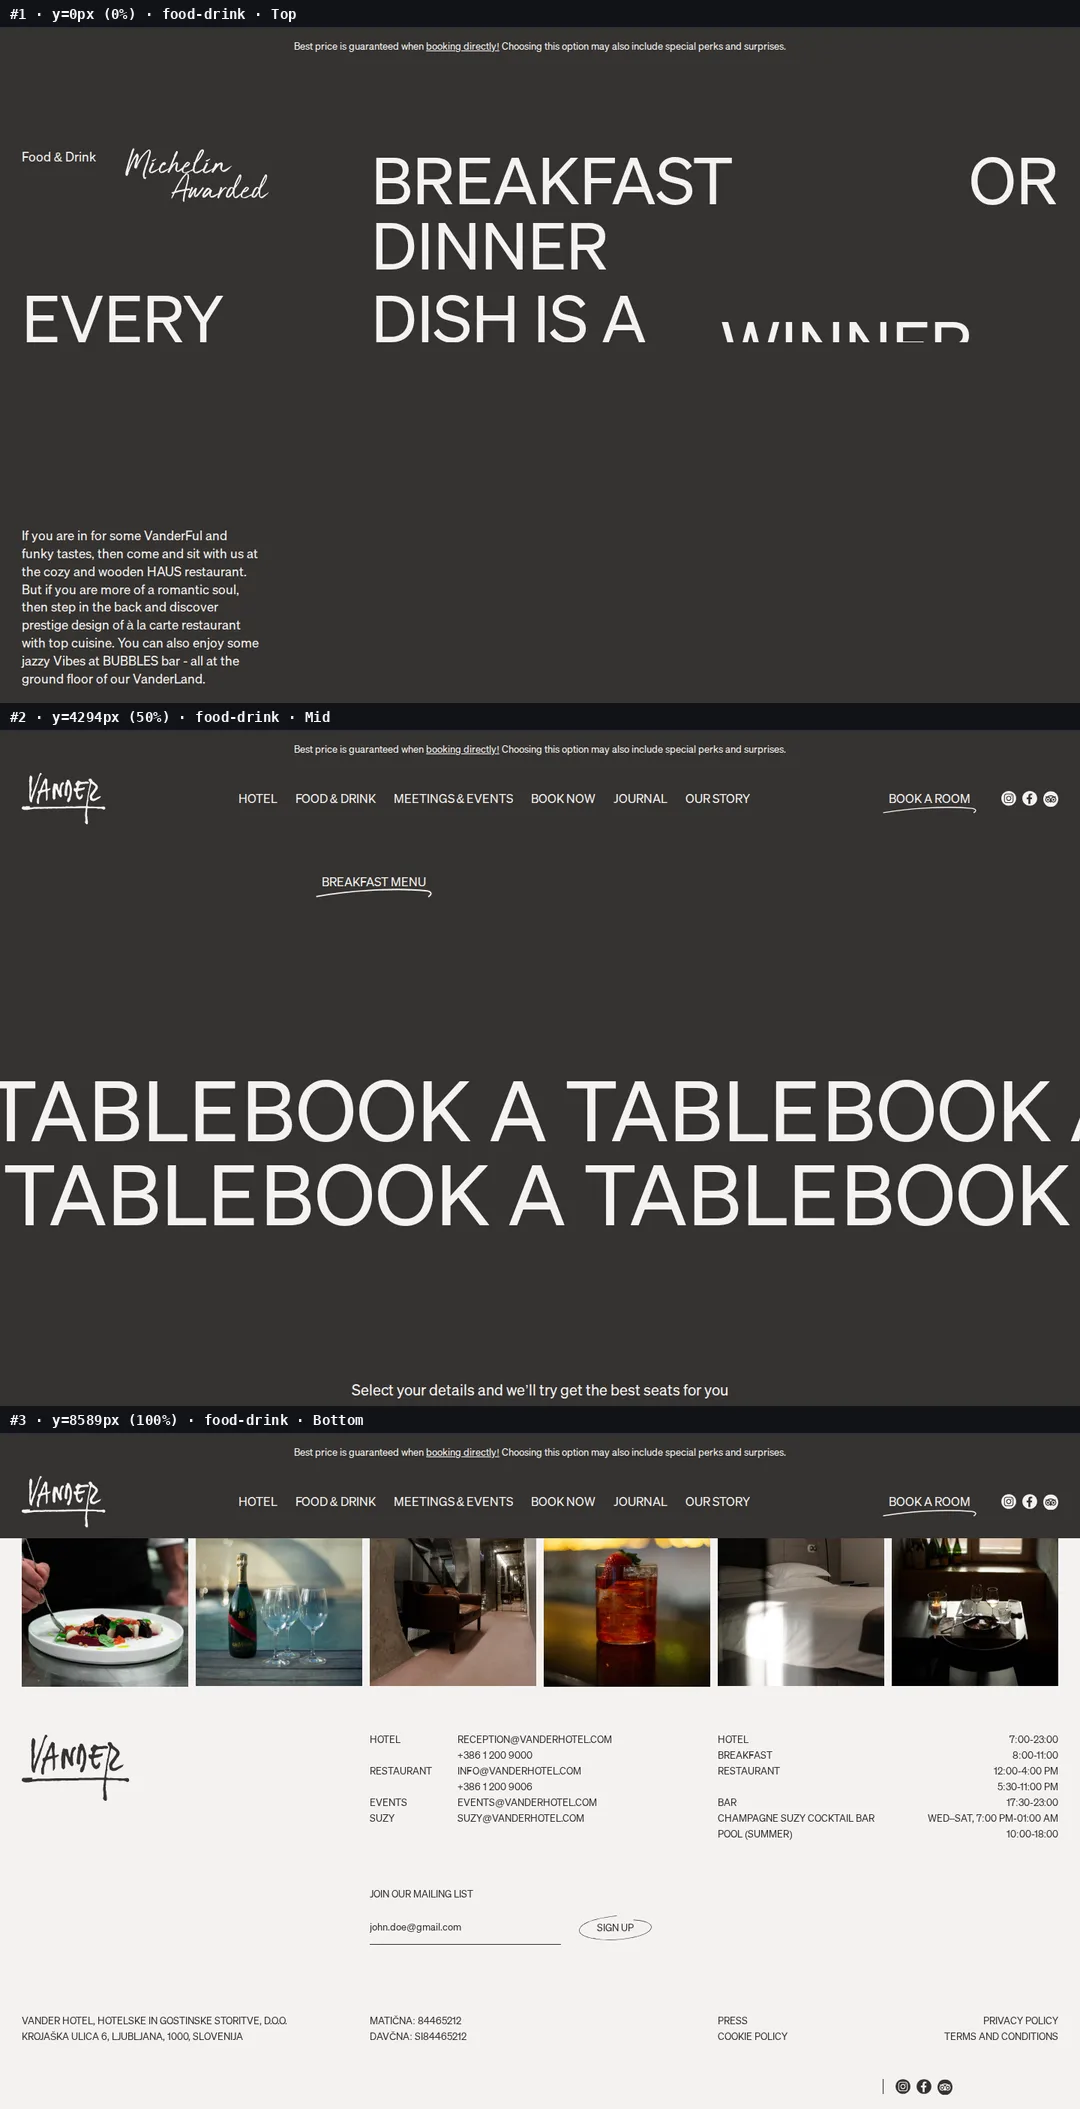 #1 · y=0px (0%) · food-drink · Top
Best price is guaranteed when booking directly! Choosing this option may also include special perks and surprises.
Food & Drink
Michelin
Awarded
BREAKFAST OR
DINNER
EVERY DISH IS A WINNER
If you are in for some VanderFul and
funky tastes, then come and sit with us at
the cozy and wooden HAUS restaurant.
But if you are more of a romantic soul,
then step in the back and discover
prestige design of à la carte restaurant
with top cuisine. You can also enjoy some
jazzy Vibes at BUBBLES bar - all at the
ground floor of our VanderLand.
#2 · y=4294px (50%) · food-drink · Mid
Best price is guaranteed when booking directly! Choosing this option may also include special perks and surprises.
VANDER
HOTEL FOOD & DRINK MEETINGS & EVENTS BOOK NOW JOURNAL OUR STORY BOOK A ROOM
BREAKFAST MENU
TABLEBOOK A TABLEBOOK A
TABLEBOOK A TABLEBOOK
Select your details and we'll try get the best seats for you
#3 · y=8589px (100%) · food-drink · Bottom
Best price is guaranteed when booking directly! Choosing this option may also include special perks and surprises.
VANDER
HOTEL FOOD & DRINK MEETINGS & EVENTS BOOK NOW JOURNAL OUR STORY BOOK A ROOM
VANDER
HOTEL RECEPTION@VANDERHOTEL.COM
+386 1 200 9000
RESTAURANT INFO@VANDERHOTEL.COM
+386 1 200 9006
EVENTS EVENTS@VANDERHOTEL.COM
SUZY SUZY@VANDERHOTEL.COM
HOTEL 7:00-23:00
BREAKFAST 8:00-11:00
RESTAURANT 12:00-4:00 PM
5:30-11:00 PM
BAR 17:30-23:00
CHAMPAGNE SUZY COCKTAIL BAR WED–SAT, 7:00 PM-01:00 AM
POOL (SUMMER) 10:00-18:00
JOIN OUR MAILING LIST
john.doe@gmail.com SIGN UP
VANDER HOTEL, HOTELSKE IN GOSTINSKE STORITVE, D.O.O.
KROJAŠKA ULICA 6, LJUBLJANA, 1000, SLOVENIJA
MATIČNA: 84465212
DAVČNA: SI84465212
PRESS
COOKIE POLICY
PRIVACY POLICY
TERMS AND CONDITIONS